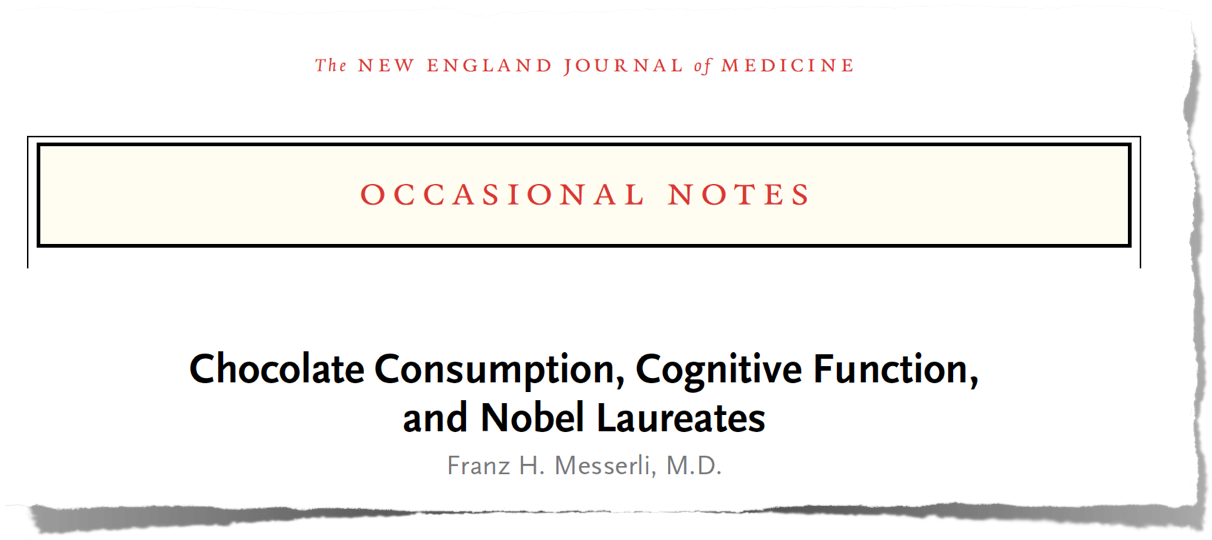 The NEW ENGLAND JOURNAL of MEDICINE
OCCASIONAL NOTES
Chocolate Consumption, Cognitive Function,
and Nobel Laureates
Franz H. Messerli, M.D.